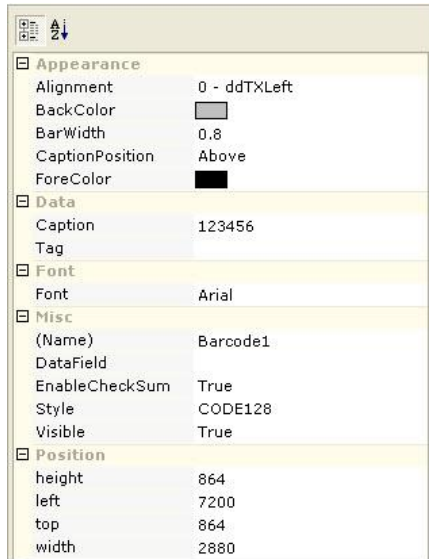 A
Z
Appearance
Alignment 0 - ddTXLeft
BackColor
BarWidth 0.8
CaptionPosition Above
ForeColor
Data
Caption 123456
Tag
Font
Font Arial
Misc
(Name) Barcode1
DataField
EnableCheckSum True
Style CODE128
Visible True
Position
height 864
left 7200
top 864
width 2880